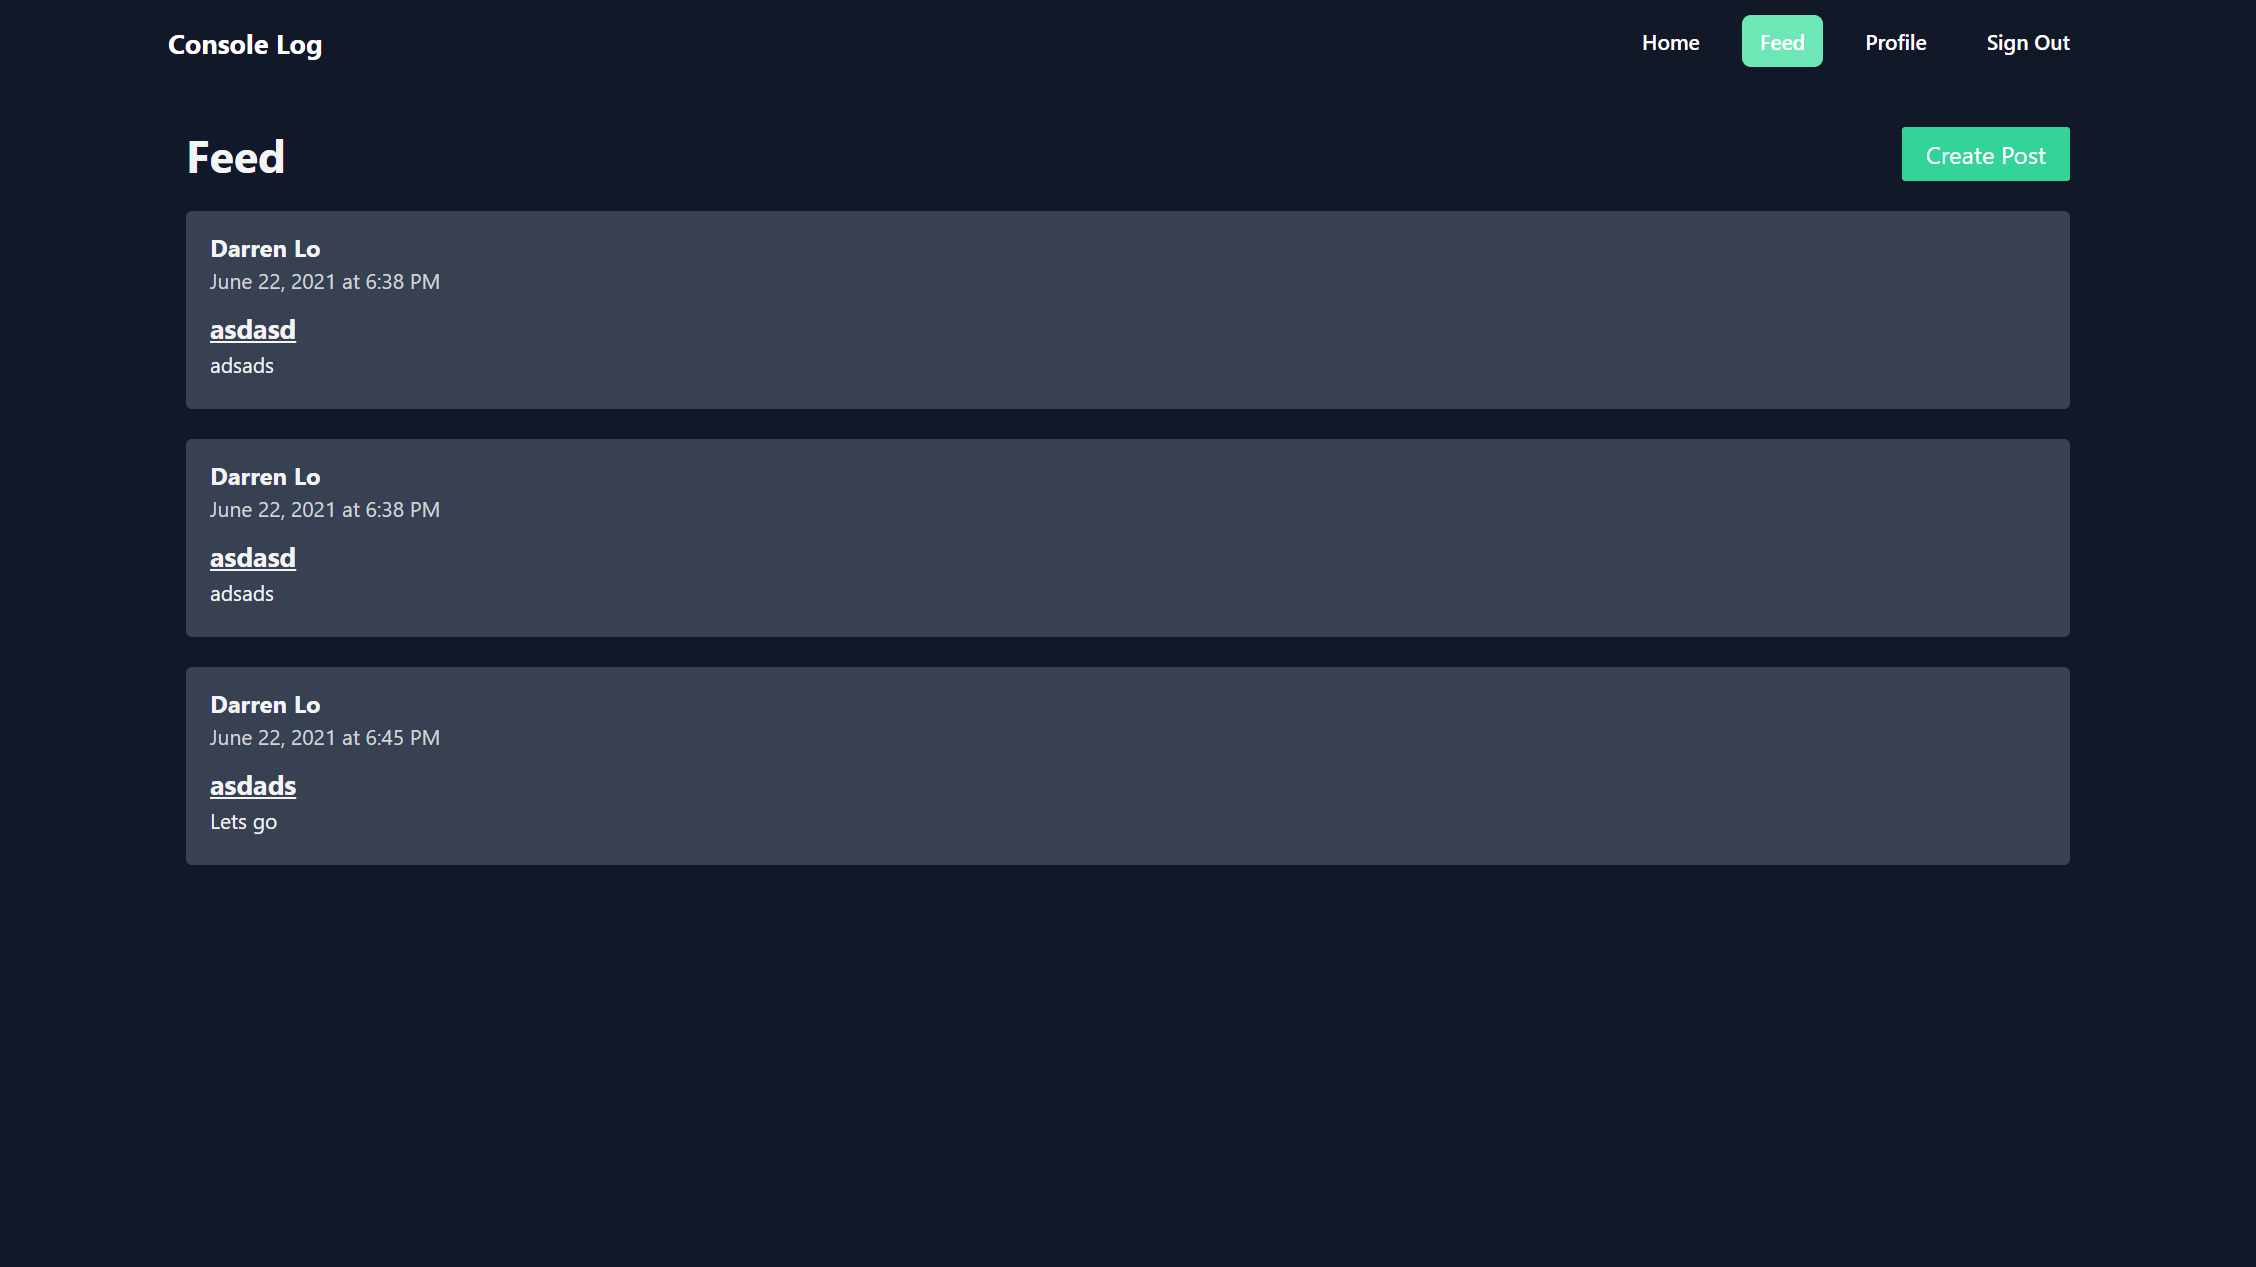 Console Log
Home Feed Profile Sign Out
Feed
Create Post
Darren Lo
June 22, 2021 at 6:38 PM
asdasd
adsads
Darren Lo
June 22, 2021 at 6:38 PM
asdasd
adsads
Darren Lo
June 22, 2021 at 6:45 PM
asdads
Lets go